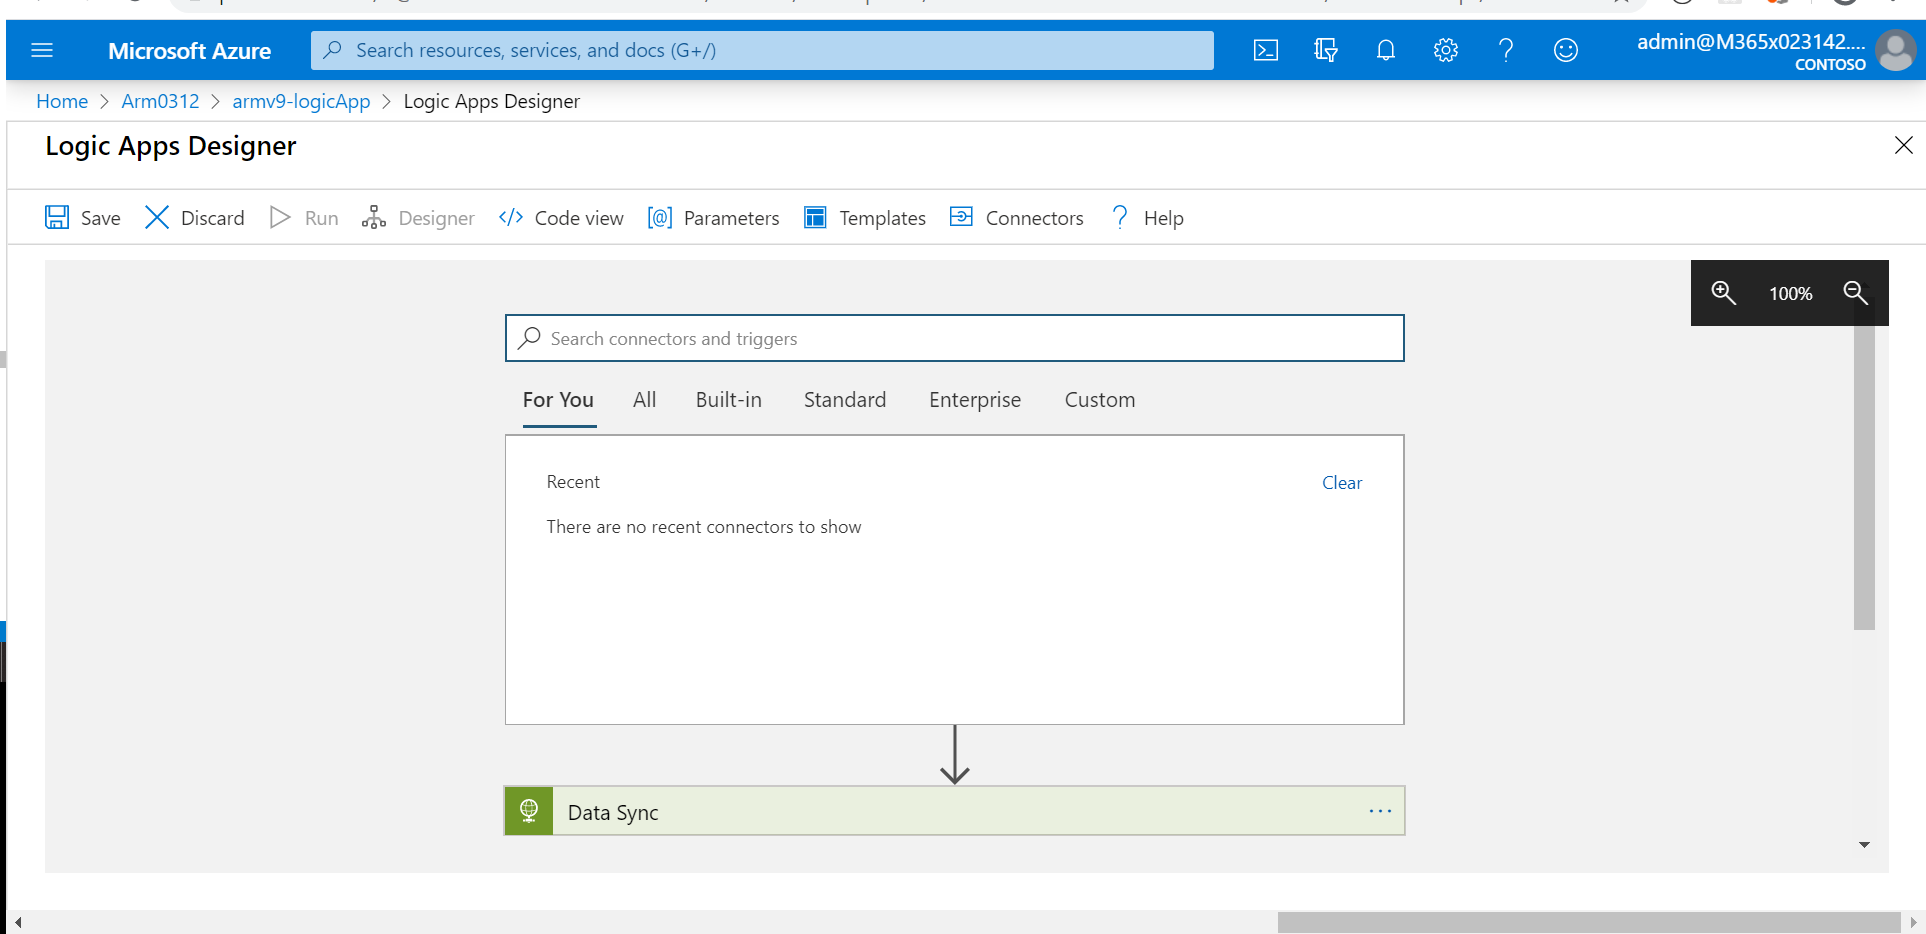 Microsoft Azure
Search resources, services, and docs (G+/)
admin@M365x023142....
CONTOSO
Home > Arm0312 > armv9-logicApp > Logic Apps Designer
Logic Apps Designer
Save Discard Run Designer </> Code view [@] Parameters Templates Connectors ? Help
100%
Search connectors and triggers
For You All Built-in Standard Enterprise Custom
Recent Clear
There are no recent connectors to show
Data Sync ...